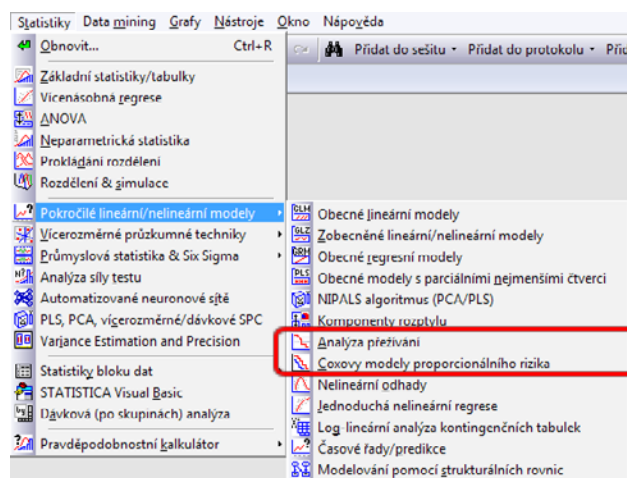 Statistiky Data mining Grafy Nástroje Okno Nápověda
Obnovit... Ctrl+R
Přidat do sešitu Přidat do protokolu
Základní statistiky/tabulky
Vícenásobná regrese
ANOVA
Neparametrická statistika
Prokládání rozdělení
Rozdělení & simulace
Pokročilé lineární/nelineární modely
Vícerozměrné průzkumné techniky
Průmyslová statistika & Six Sigma
Analýza síly testu
Automatizované neuronové sítě
PLS, PCA, vícerozměrné/dávkové SPC
Variance Estimation and Precision
Statistiky bloku dat
STATISTICA Visual Basic
Dávková (po skupinách) analýza
Pravděpodobnostní kalkulátor
Obecné lineární modely
Zobecněné lineární/nelineární modely
Obecné regresní modely
Obecné modely s parciálními nejmenšími čtverci
NIPALS algoritmus (PCA/PLS)
Komponenty rozptylu
Analýza přežívání
Coxovy modely proporcionálního rizika
Nelineární odhady
Jednoduchá nelineární regrese
Log-lineární analýza kontingenčních tabulek
Časové řady/predikce
Modelování pomocí strukturálních rovnic